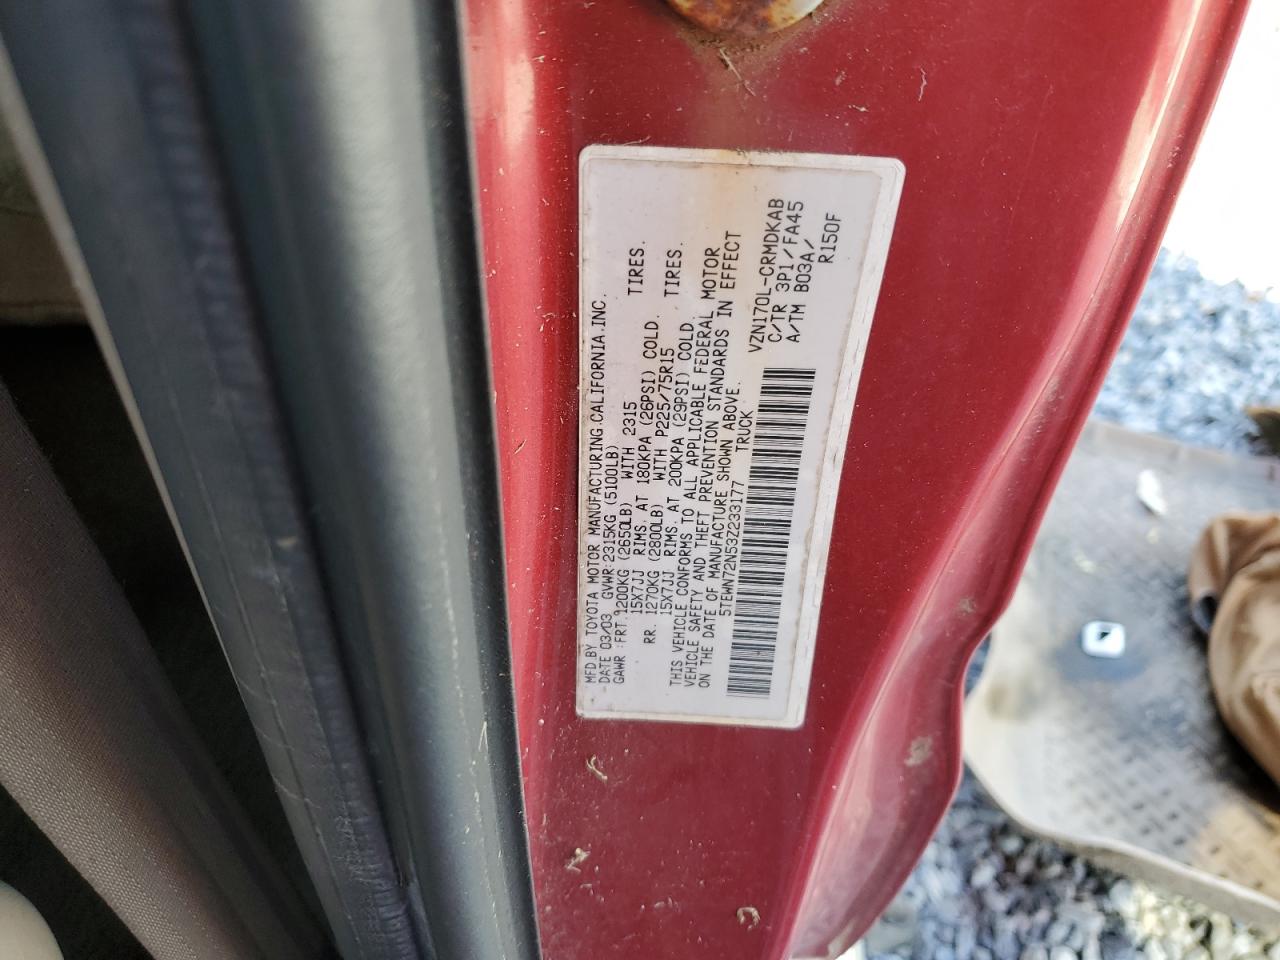 MFD.BY TOYOTA MOTOR MANUFACTURING.CALIFORNIA.INC.
DATE 03/03 GVWR:2315KG (5100LB)
GAWR :FRT.1200KG (2650LB) WITH 2315 TIRES.
15X7JJ RIMS. AT 180KPA (26PSI) COLD.
RR. 1270KG (2800LB) WITH P225/75R15 TIRES.
15X7JJ RIMS. AT 200KPA (29PSI) COLD.
THIS VEHICLE CONFORMS TO ALL APPLICABLE FEDERAL MOTOR
VEHICLE SAFETY AND THEFT PREVENTION STANDARDS IN EFFECT
ON THE DATE OF MANUFACTURE SHOWN ABOVE.
5TEWN72N53Z233177 TRUCK
VZN170L-CRMDKAB
C/TR 3P1/FA45
A/TM B03A/
R150F